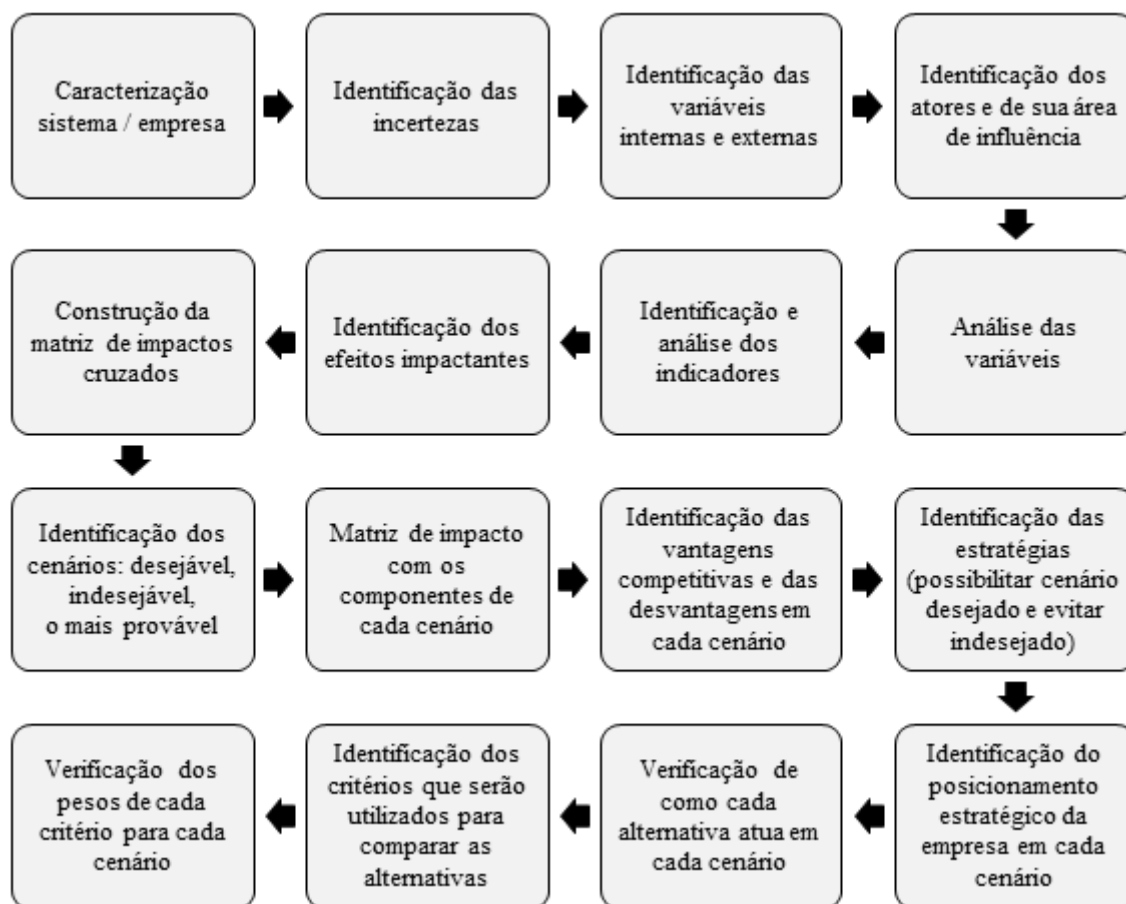 Caracterização
sistema / empresa
Identificação das
incertezas
Identificação das
variáveis
internas e externas
Identificação dos
atores e de sua área
de influência
Análise das
variáveis
Identificação e
análise dos
indicadores
Identificação dos
efeitos impactantes
Construção da
matriz de impactos
cruzados
Identificação dos
cenários: desejável,
indesejável,
o mais provável
Matriz de impacto
com os
componentes de
cada cenário
Identificação das
vantagens
competitivas e das
desvantagens em
cada cenário
Identificação das
estratégias
(possibilitar cenário
desejado e evitar
indesejado)
Identificação do
posicionamento
estratégico da
empresa em cada
cenário
Verificação de
como cada
alternativa atua em
cada cenário
Identificação dos
critérios que serão
utilizados para
comparar as
alternativas
Verificação dos
pesos de cada
critério para cada
cenário